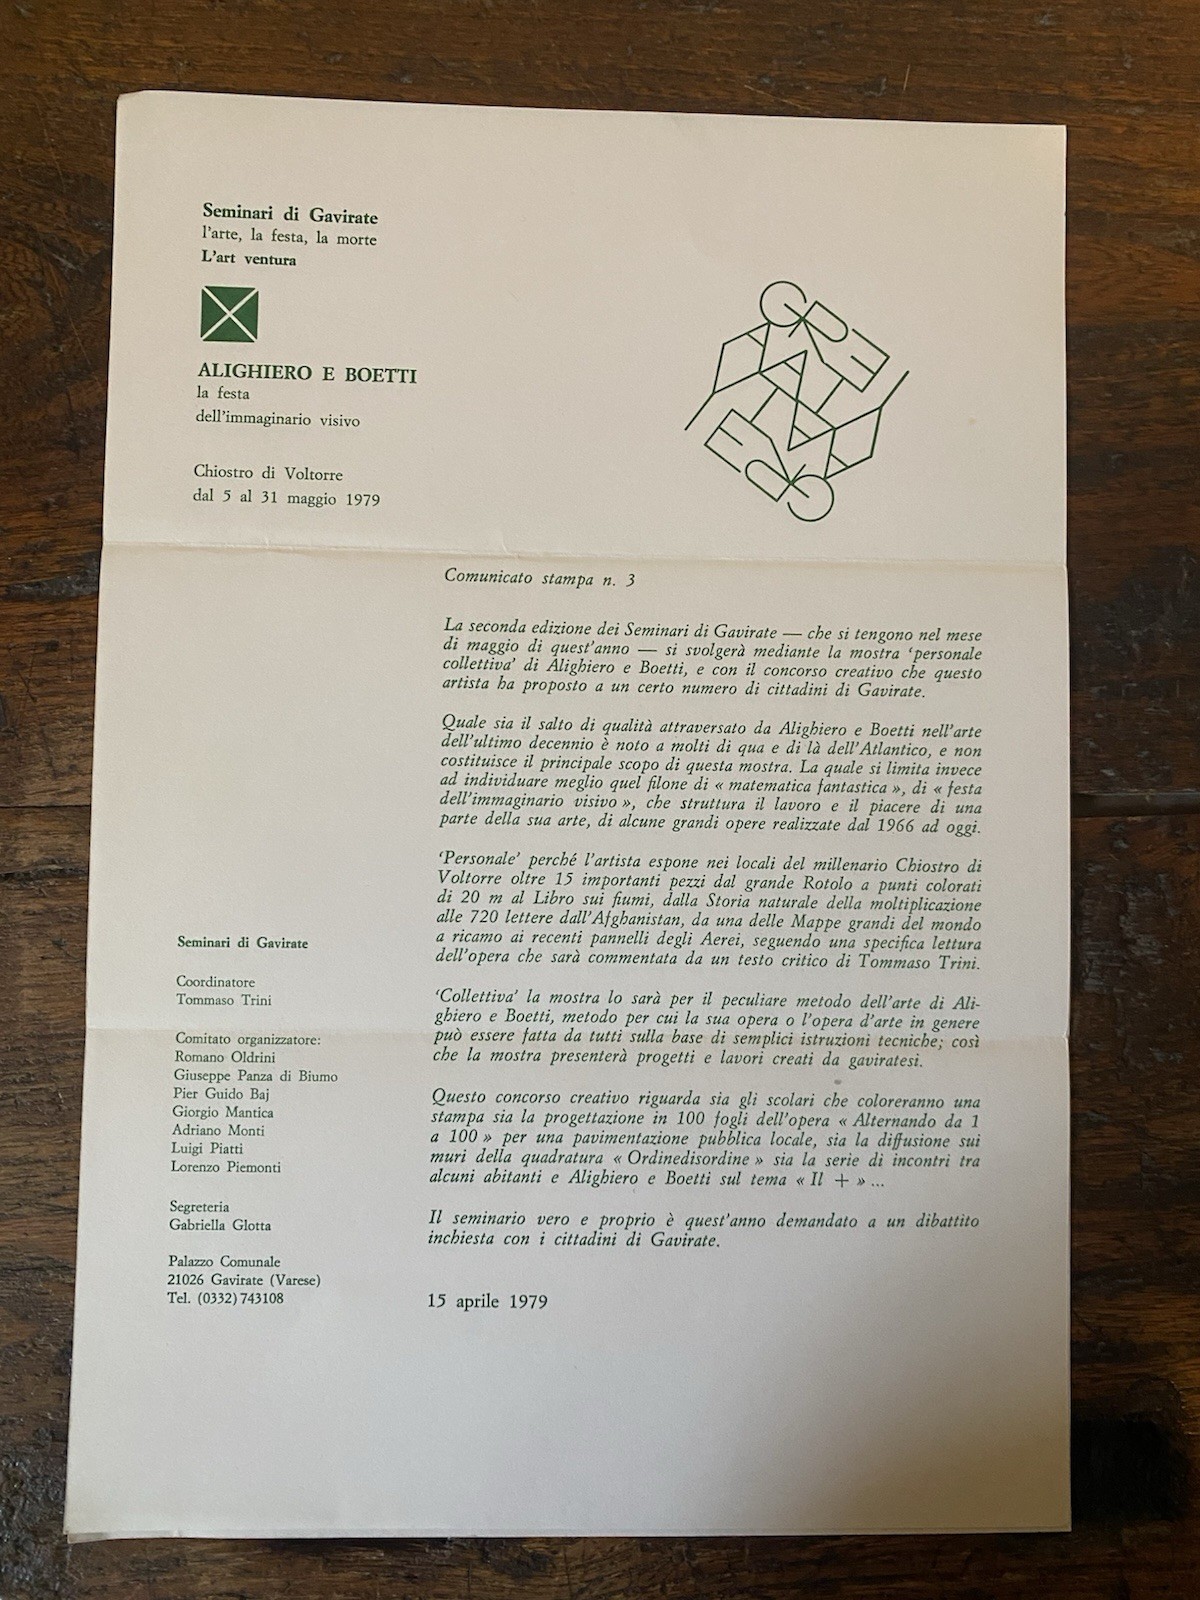 Seminari di Gavirate
l'arte, la festa, la morte
L'art ventura
ALIGHIERO E BOETTI
la festa
dell'immaginario visivo
Chiostro di Voltorre
dal 5 al 31 maggio 1979
Comunicato stampa n. 3
La seconda edizione dei Seminari di Gavirate — che si tengono nel mese
di maggio di quest'anno — si svolgerà mediante la mostra 'personale
collettiva' di Alighiero e Boetti, e con il concorso creativo che questo
artista ha proposto a un certo numero di cittadini di Gavirate.
Quale sia il salto di qualità attraversato da Alighiero e Boetti nell'arte
dell'ultimo decennio è noto a molti di qua e di là dell'Atlantico, e non
costituisce il principale scopo di questa mostra. La quale si limita invece
ad individuare meglio quel filone di « matematica fantastica », di « festa
dell'immaginario visivo », che struttura il lavoro e il piacere di una
parte della sua arte, di alcune grandi opere realizzate dal 1966 ad oggi.
'Personale' perché l'artista espone nei locali del millenario Chiostro di
Voltorre oltre 15 importanti pezzi dal grande Rotolo a punti colorati
di 20 m al Libro sui fiumi, dalla Storia naturale della moltiplicazione
alle 720 lettere dall'Afghanistan, da una delle Mappe grandi del mondo
a ricamo ai recenti pannelli degli Aerei, seguendo una specifica lettura
dell'opera che sarà commentata da un testo critico di Tommaso Trini.
'Collettiva' la mostra lo sarà per il peculiare metodo dell'arte di Ali-
ghiero e Boetti, metodo per cui la sua opera o l'opera d'arte in genere
può essere fatta da tutti sulla base di semplici istruzioni tecniche; così
che la mostra presenterà progetti e lavori creati da gaviratesi.
Questo concorso creativo riguarda sia gli scolari che coloreranno una
stampa sia la progettazione in 100 fogli dell'opera « Alternando da 1
a 100 » per una pavimentazione pubblica locale, sia la diffusione sui
muri della quadratura « Ordinedisordine » sia la serie di incontri tra
alcuni abitanti e Alighiero e Boetti sul tema « Il + » ...
Il seminario vero e proprio è quest'anno demandato a un dibattito
inchiesta con i cittadini di Gavirate.
15 aprile 1979
Seminari di Gavirate
Coordinatore
Tommaso Trini
Comitato organizzatore:
Romano Oldrini
Giuseppe Panza di Biumo
Pier Guido Baj
Giorgio Mantica
Adriano Monti
Luigi Piatti
Lorenzo Piemonti
Segreteria
Gabriella Glotta
Palazzo Comunale
21026 Gavirate (Varese)
Tel. (0332) 743108